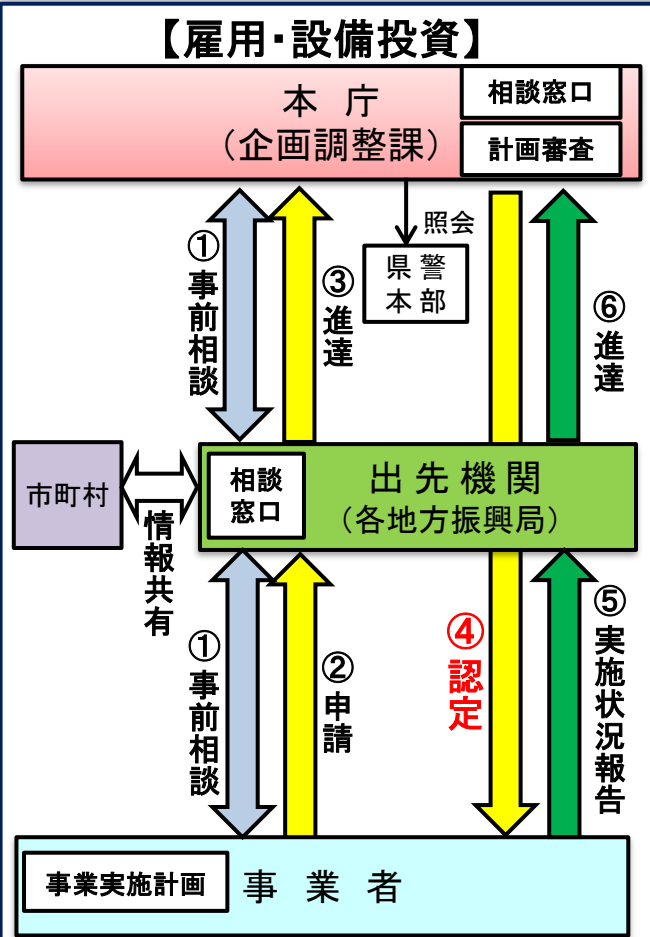 【雇用・設備投資】
本 庁
(企画調整課)
相談窓口
計画審査
照会
県 警
本 部
①事前相談
③進達
⑥進達
市町村
情報共有
相談
窓口
出 先 機 関
(各地方振興局)
①事前相談
②申請
④認定
⑤実施状況報告
事業実施計画
事 業 者